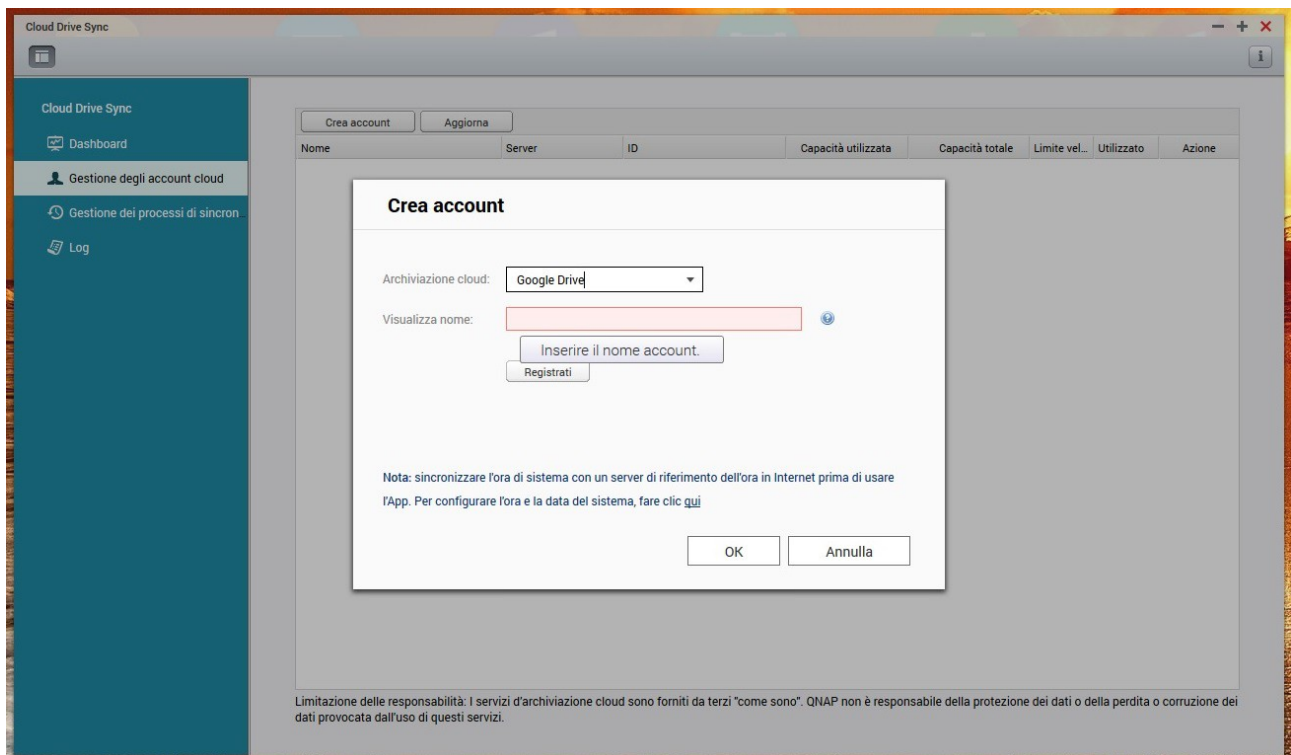 Cloud Drive Sync
Cloud Drive Sync
Dashboard
Gestione degli account cloud
Gestione dei processi di sincron...
Log
Crea account Aggiorna
Nome Server ID Capacità utilizzata Capacità totale Limite vel... Utilizzato Azione
Crea account
Archiviazione cloud: Google Drive
Visualizza nome:
Inserire il nome account.
Registrati
Nota: sincronizzare l'ora di sistema con un server di riferimento dell'ora in Internet prima di usare
l'App. Per configurare l'ora e la data del sistema, fare clic qui
OK Annulla
Limitazione delle responsabilità: I servizi d'archiviazione cloud sono forniti da terzi "come sono". QNAP non è responsabile della protezione dei dati o della perdita o corruzione dei
dati provocata dall'uso di questi servizi.